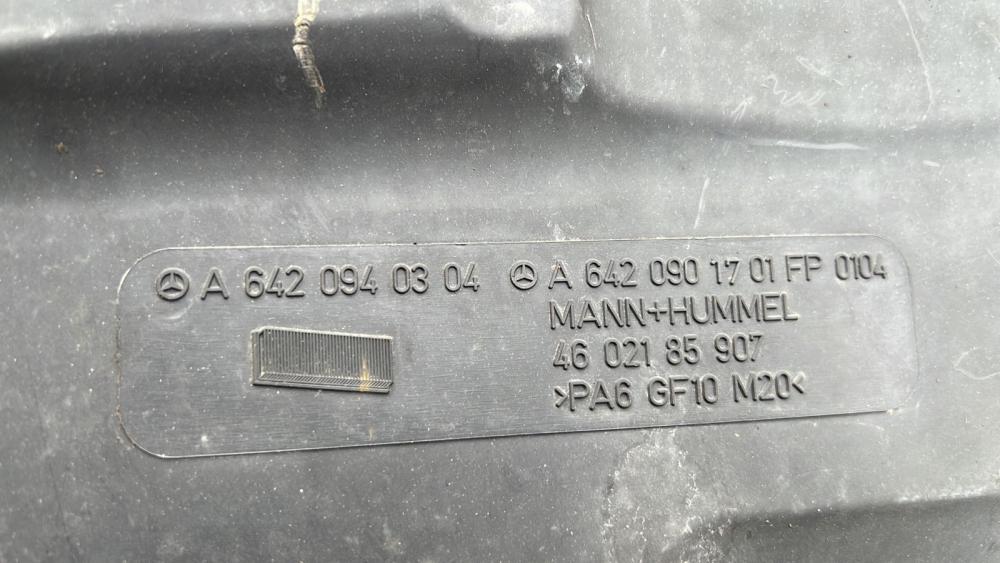 A 642 094 03 04
A 642 090 17 01 FP 0104
MANN+HUMMEL
46 021 85 907
>PA6 GF10 M20<